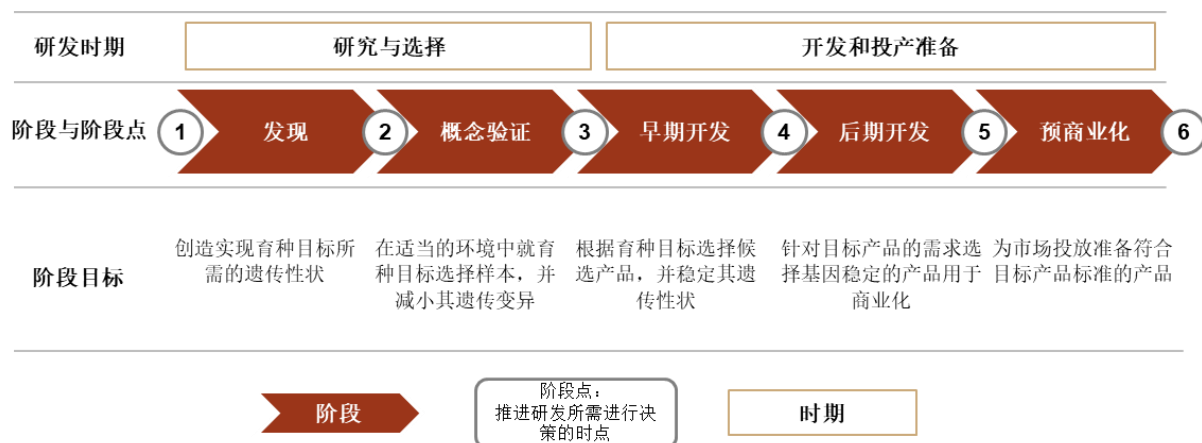 研发时期
研究与选择
开发和投产准备
阶段与阶段点
1
发现
2
概念验证
3
早期开发
4
后期开发
5
预商业化
6
阶段目标
创造实现育种目标所
需的遗传性状
在适当的环境中就育
种目标选择样本，并
减小其遗传变异
根据育种目标选择候
选产品，并稳定其遗
传性状
针对目标产品的需求选
择基因稳定的产品用于
商业化
为市场投放准备符合
目标产品标准的产品
阶段
阶段点：
推进研发所需进行决
策的时点
时期